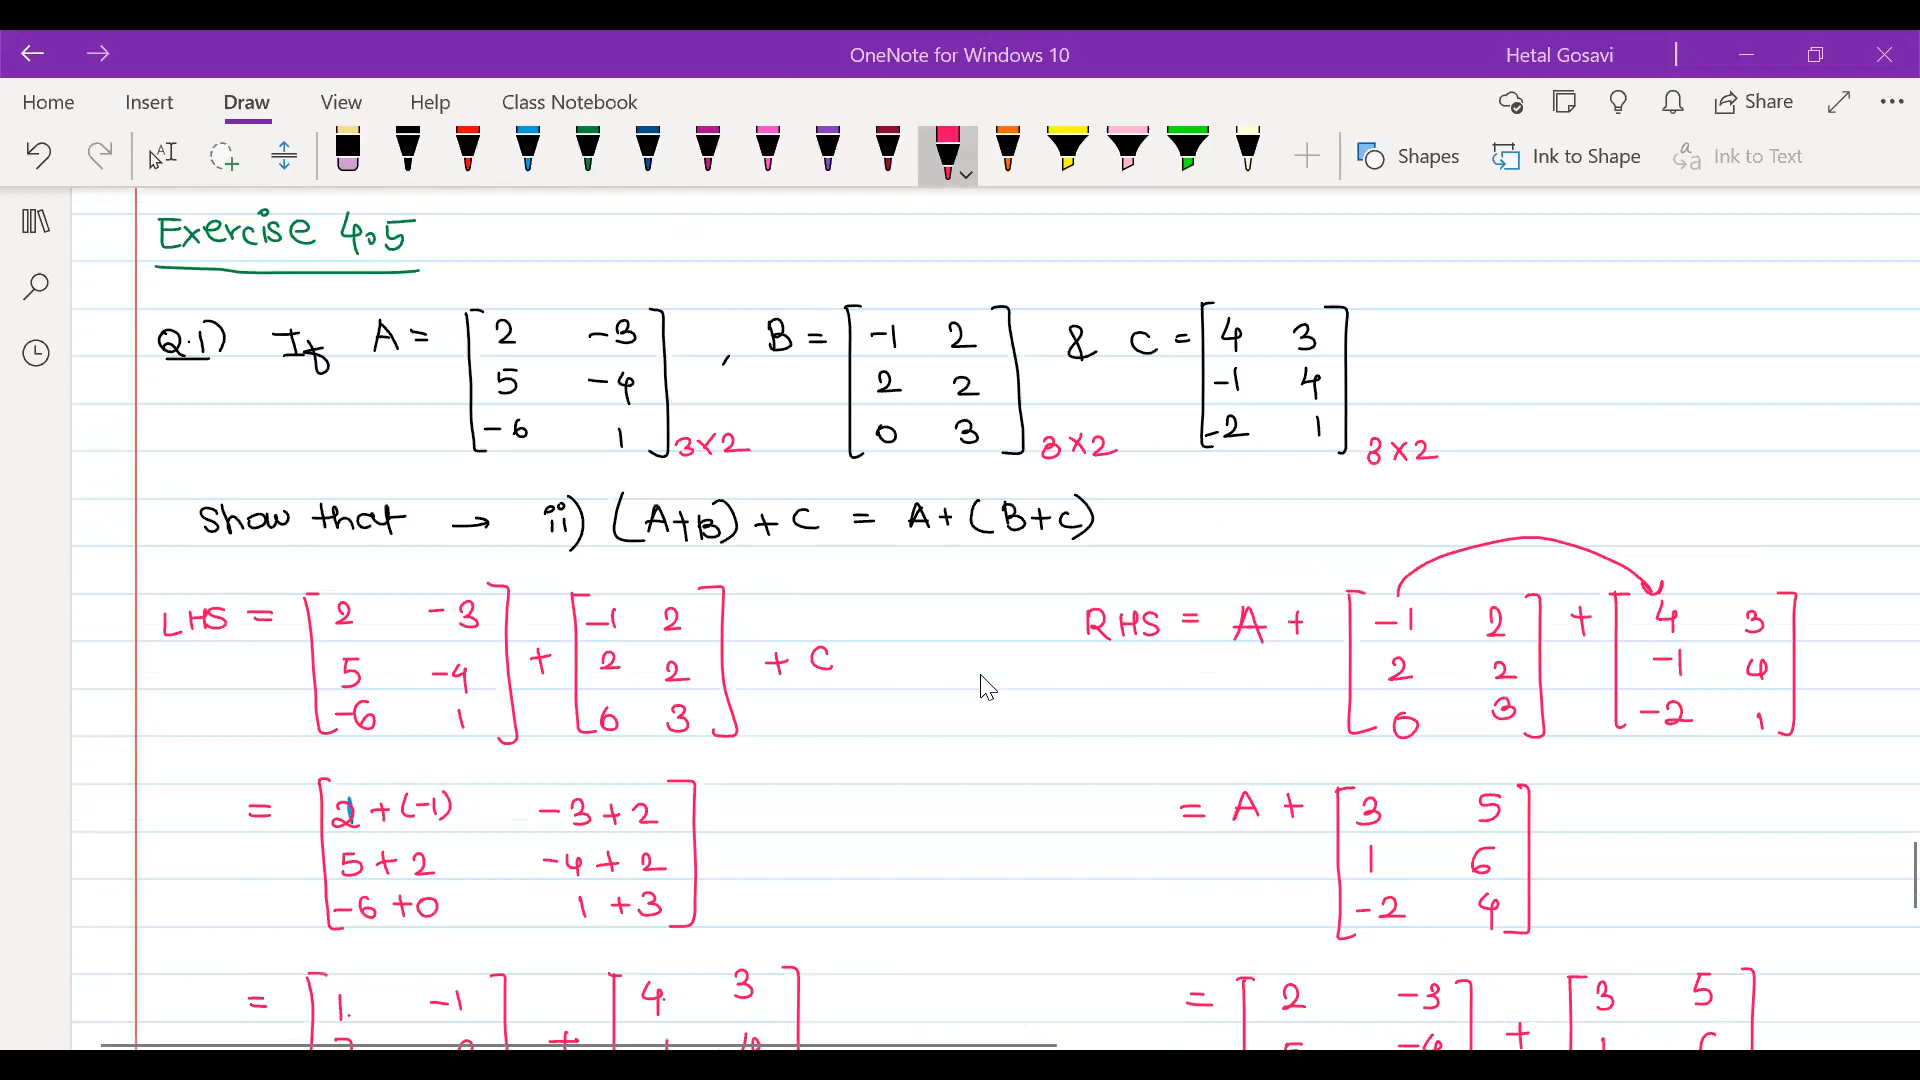 OneNote for Windows 10 Hetal Gosavi
Home Insert Draw View Help Class Notebook Share
Shapes Ink to Shape Ink to Text
Exercise 4.5
Q.1) If A = [ 2 -3 , B = [ -1 2 & C = [ 4 3
5 -4 2 2 -1 4
-6 1 ] 3×2 0 3 ] 3×2 -2 1 ] 3×2
Show that → ii) (A+B) + C = A + (B+C)
LHS = [ 2 -3 + [ -1 2 + C
5 -4 2 2
-6 1 ] 0 3 ]
RHS = A + [ -1 2 + [ 4 3
2 2 -1 4
0 3 ] -2 1 ]
= [ 2+(-1) -3+2
5+2 -4+2
-6+0 1+3 ]
= A + [ 3 5
1 6
-2 4 ]
= [ 1 -1 + [ 4 3
= [ 2 -3 + [ 3 5